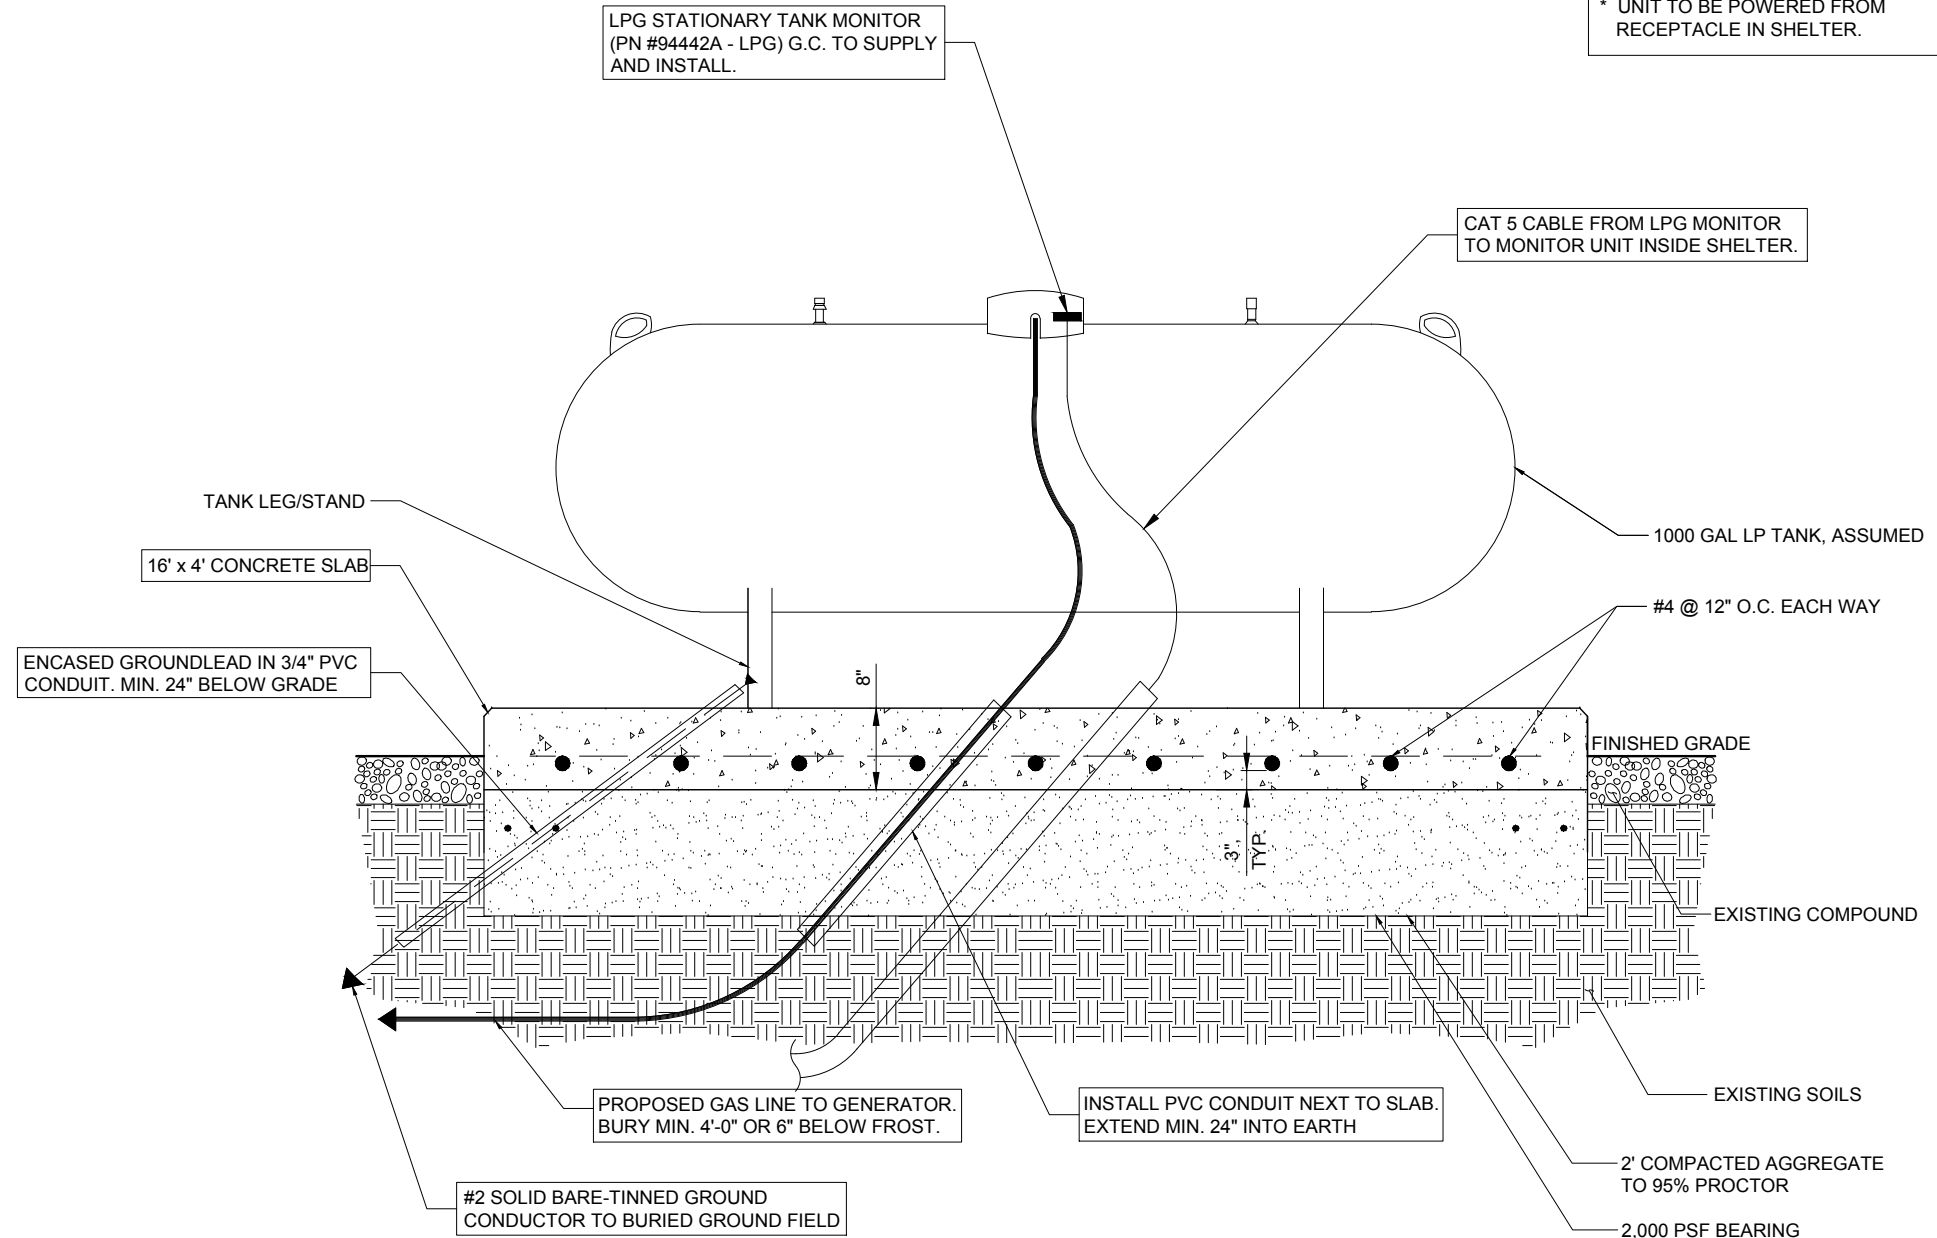 LPG STATIONARY TANK MONITOR
(PN #94442A - LPG) G.C. TO SUPPLY
AND INSTALL.
* UNIT TO BE POWERED FROM
RECEPTACLE IN SHELTER.
CAT 5 CABLE FROM LPG MONITOR
TO MONITOR UNIT INSIDE SHELTER.
TANK LEG/STAND
16' x 4' CONCRETE SLAB
ENCASED GROUNDLEAD IN 3/4" PVC
CONDUIT. MIN. 24" BELOW GRADE
1000 GAL LP TANK, ASSUMED
#4 @ 12" O.C. EACH WAY
8"
FINISHED GRADE
3",
TYP.
EXISTING COMPOUND
EXISTING SOILS
PROPOSED GAS LINE TO GENERATOR.
BURY MIN. 4'-0" OR 6" BELOW FROST.
INSTALL PVC CONDUIT NEXT TO SLAB.
EXTEND MIN. 24" INTO EARTH
2' COMPACTED AGGREGATE
TO 95% PROCTOR
#2 SOLID BARE-TINNED GROUND
CONDUCTOR TO BURIED GROUND FIELD
2,000 PSF BEARING